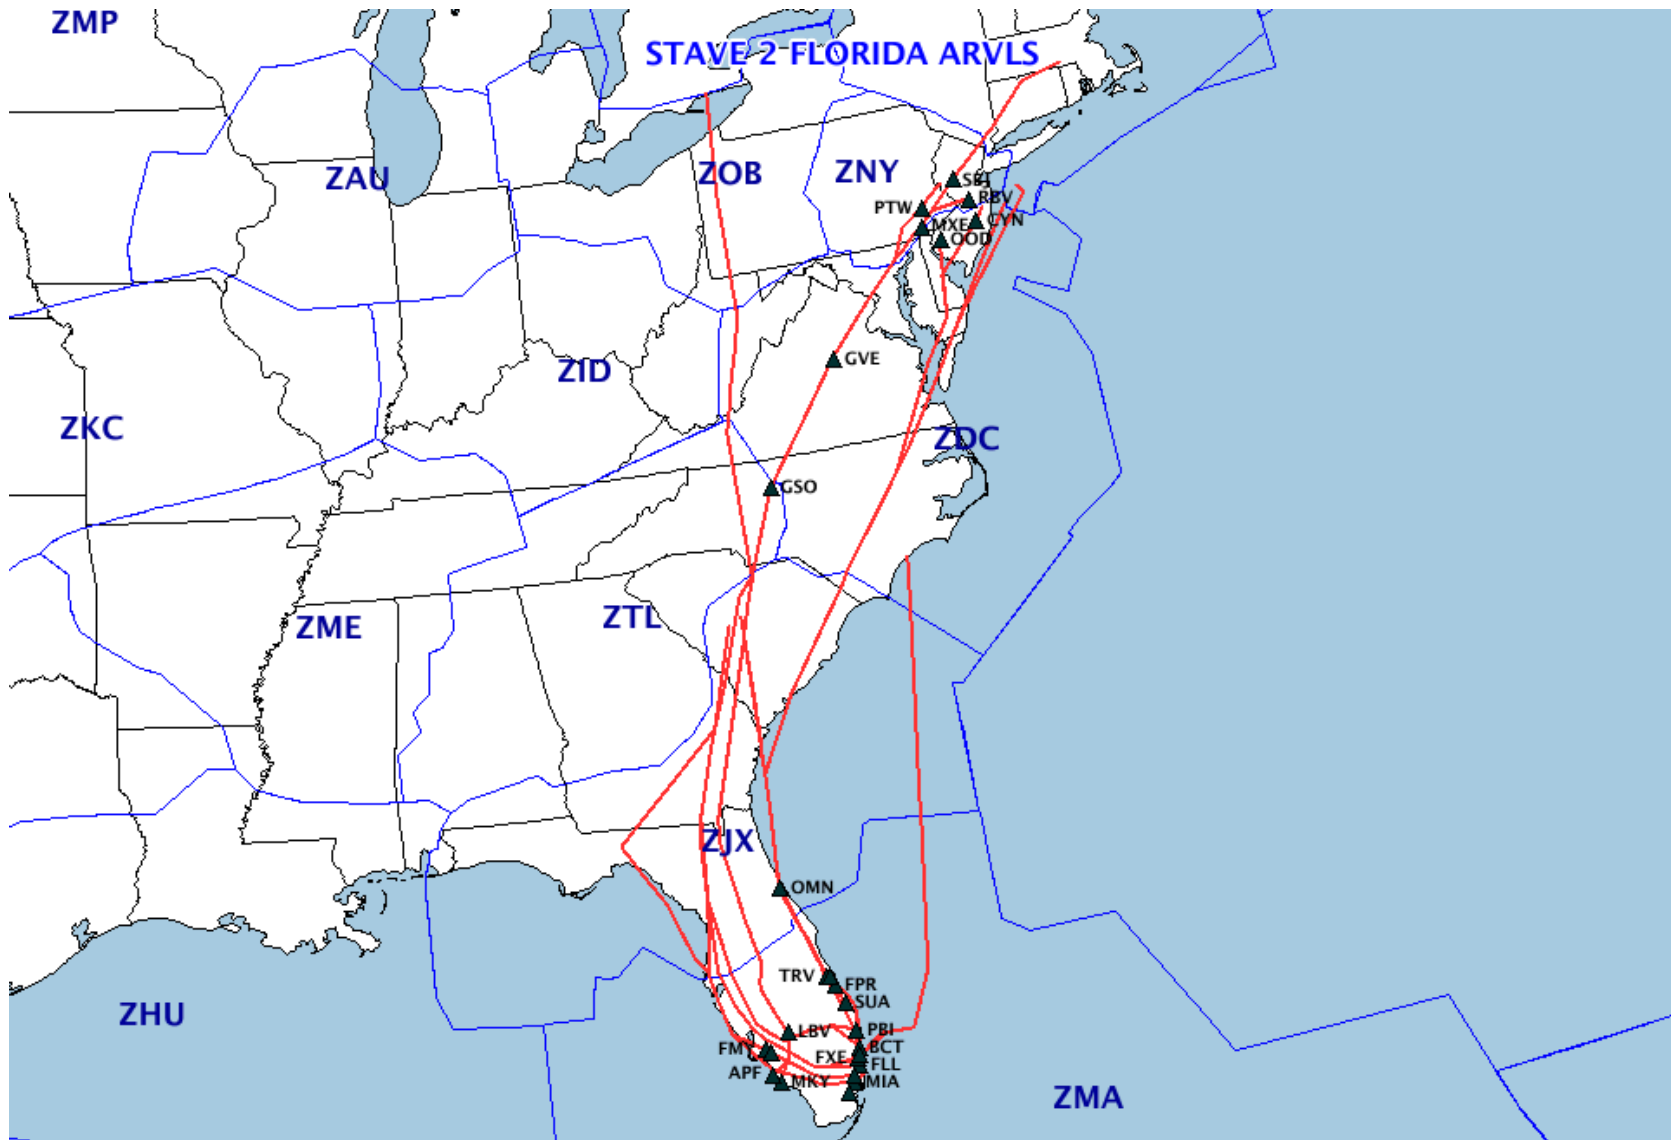 ZMP
STAVE 2 FLORIDA ARVLS
ZAU
ZOB
ZNY
SBJ
RBV
PTW
CYN
MXE
OOD
GVE
ZID
ZKC
ZDC
GSO
ZTL
ZME
ZJX
OMN
TRV
FPR
SUA
ZHU
LBV
PBI
FMY
BCT
FXE
FLL
APF
MKY
MIA
ZMA